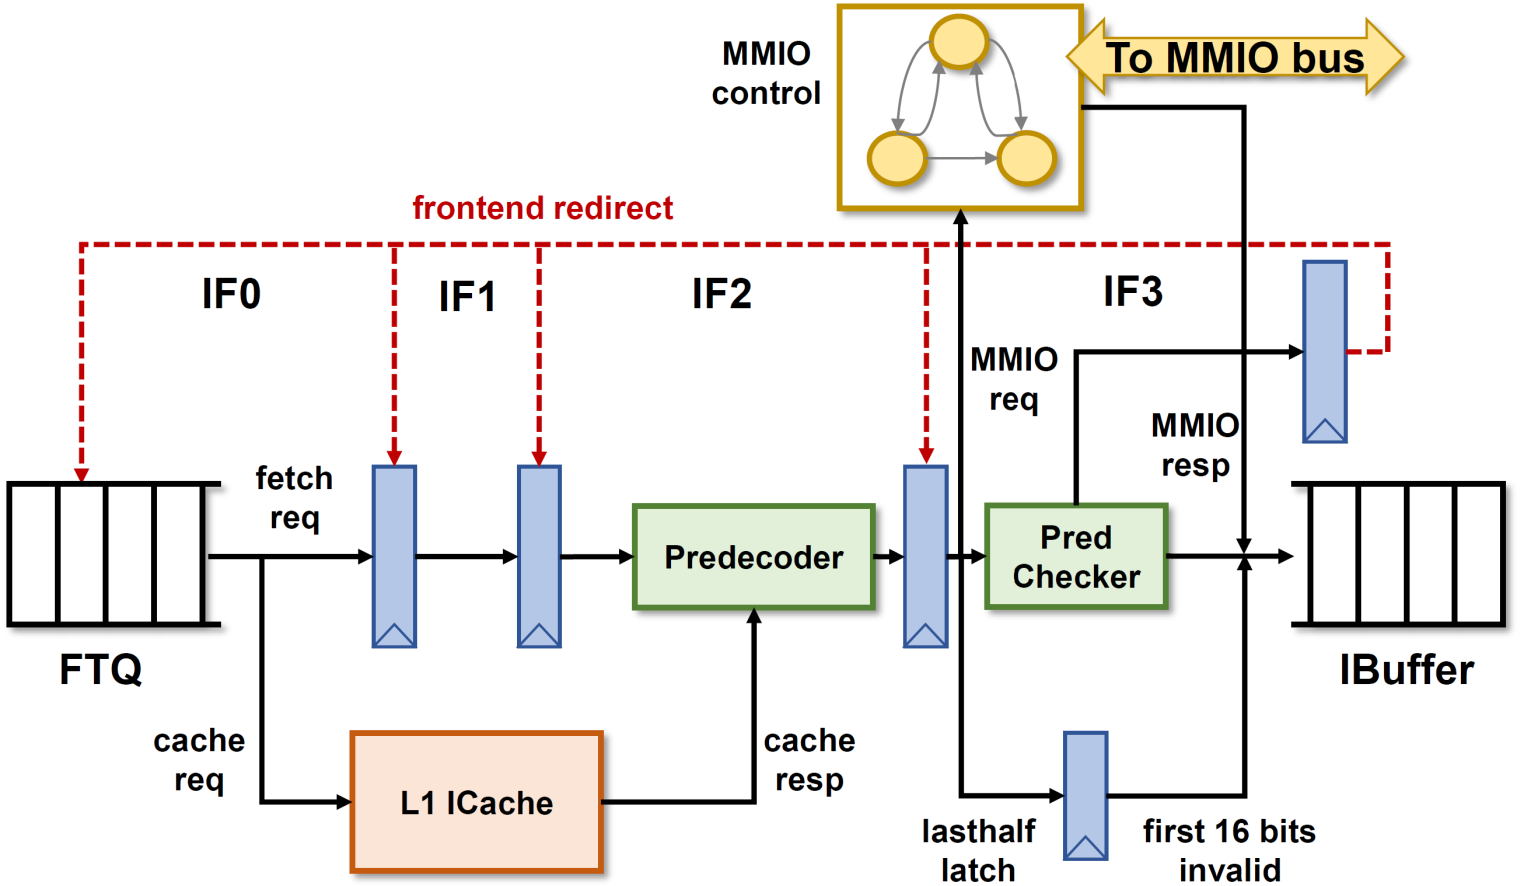 MMIO
control
To MMIO bus
frontend redirect
IF0
IF1
IF2
IF3
MMIO
req
MMIO
resp
fetch
req
Predecoder
Pred
Checker
FTQ
IBuffer
cache
req
L1 ICache
cache
resp
lasthalf
latch
first 16 bits
invalid